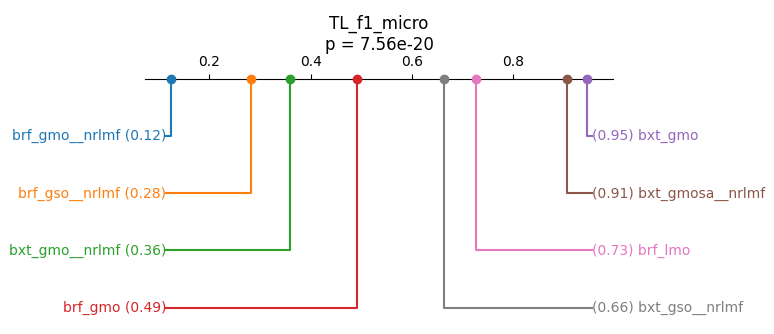 TL_f1_micro
p = 7.56e-20
0.2 0.4 0.6 0.8
brf_gmo__nrlmf (0.12) (0.95) bxt_gmo
brf_gso__nrlmf (0.28) (0.91) bxt_gmosa__nrlmf
bxt_gmo__nrlmf (0.36) (0.73) brf_lmo
brf_gmo (0.49) (0.66) bxt_gso__nrlmf